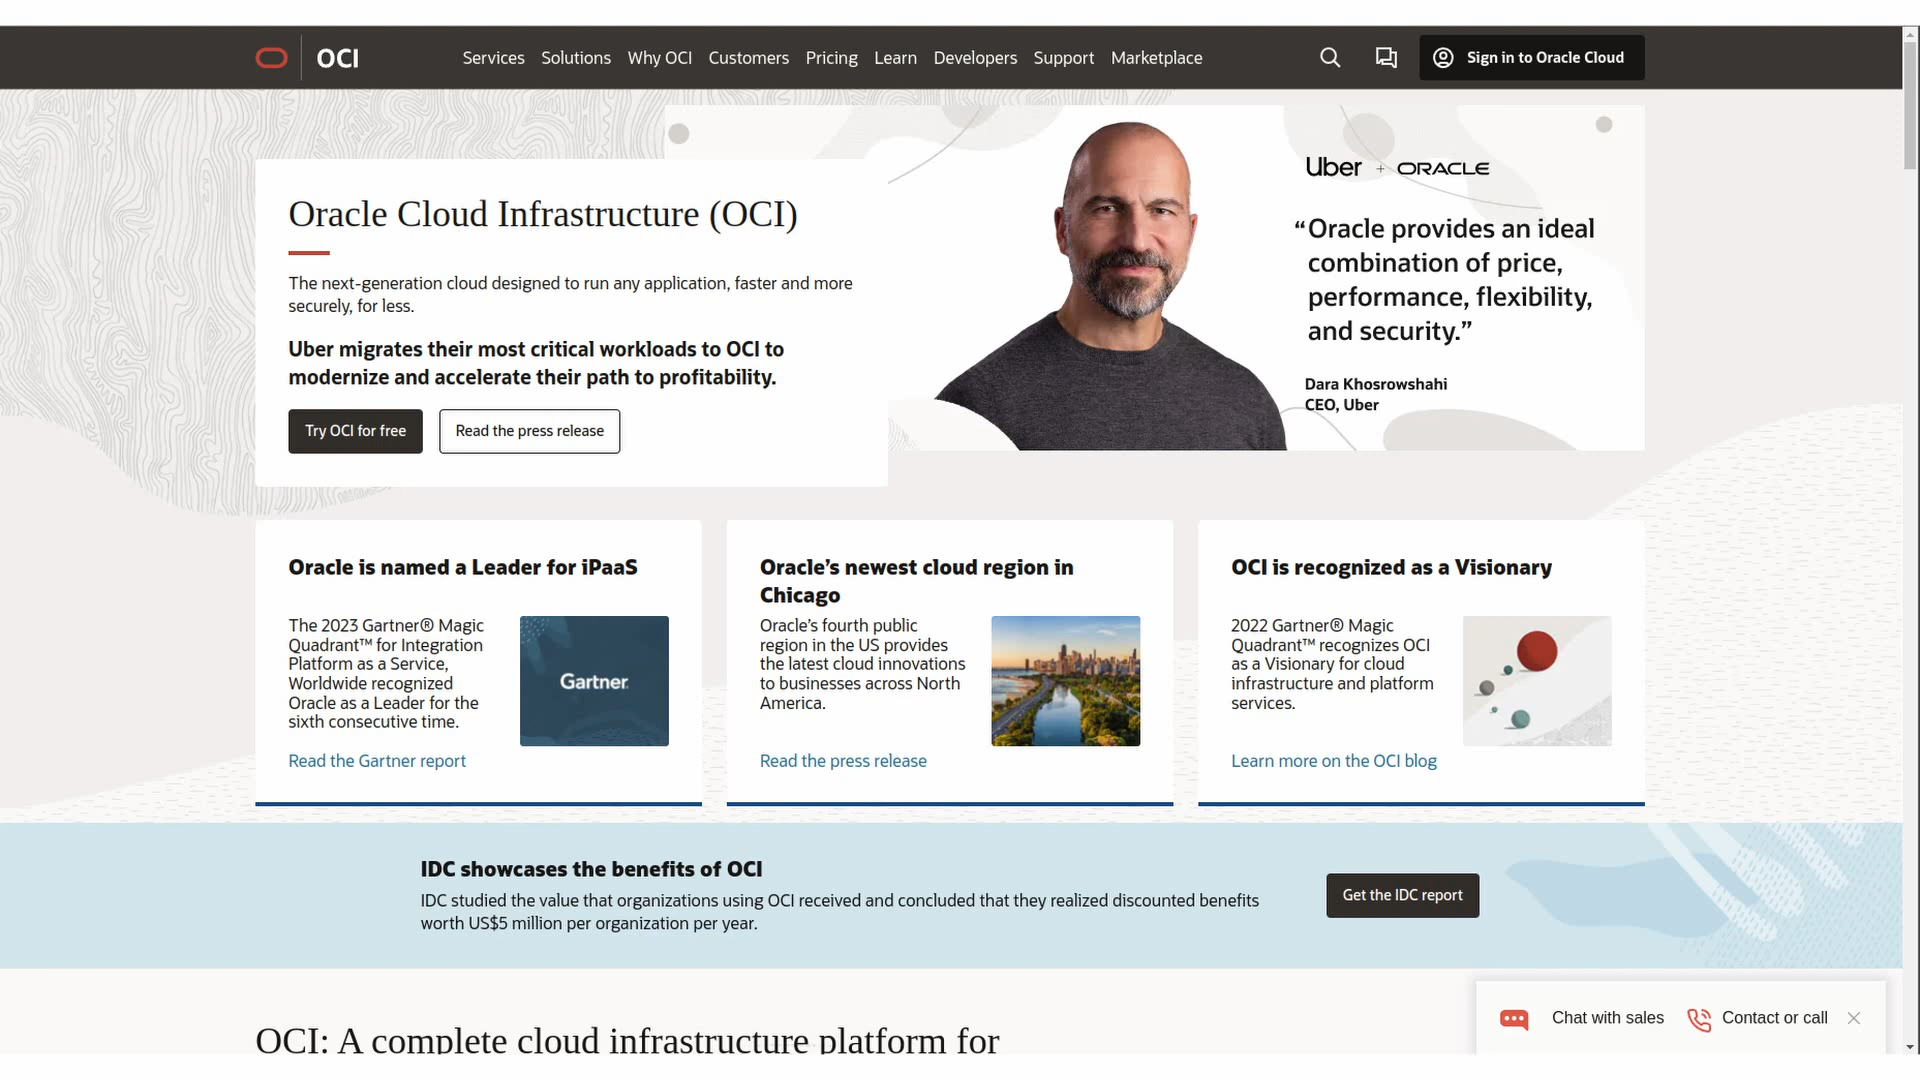 OCI
Services
Solutions
Why OCI
Customers
Pricing
Learn
Developers
Support
Marketplace
Sign in to Oracle Cloud
Oracle Cloud Infrastructure (OCI)
The next-generation cloud designed to run any application, faster and more
securely, for less.
Uber migrates their most critical workloads to OCI to
modernize and accelerate their path to profitability.
Try OCI for free
Read the press release
Uber + ORACLE
“Oracle provides an ideal
combination of price,
performance, flexibility,
and security.”
Dara Khosrowshahi
CEO, Uber
Oracle is named a Leader for iPaaS
The 2023 Gartner® Magic
Quadrant™ for Integration
Platform as a Service,
Worldwide recognized
Oracle as a Leader for the
sixth consecutive time.
Gartner
Read the Gartner report
Oracle’s newest cloud region in
Chicago
Oracle’s fourth public
region in the US provides
the latest cloud innovations
to businesses across North
America.
Read the press release
OCI is recognized as a Visionary
2022 Gartner® Magic
Quadrant™ recognizes OCI
as a Visionary for cloud
infrastructure and platform
services.
Learn more on the OCI blog
IDC showcases the benefits of OCI
IDC studied the value that organizations using OCI received and concluded that they realized discounted benefits
worth US$5 million per organization per year.
Get the IDC report
OCI: A complete cloud infrastructure platform for
Chat with sales
Contact or call